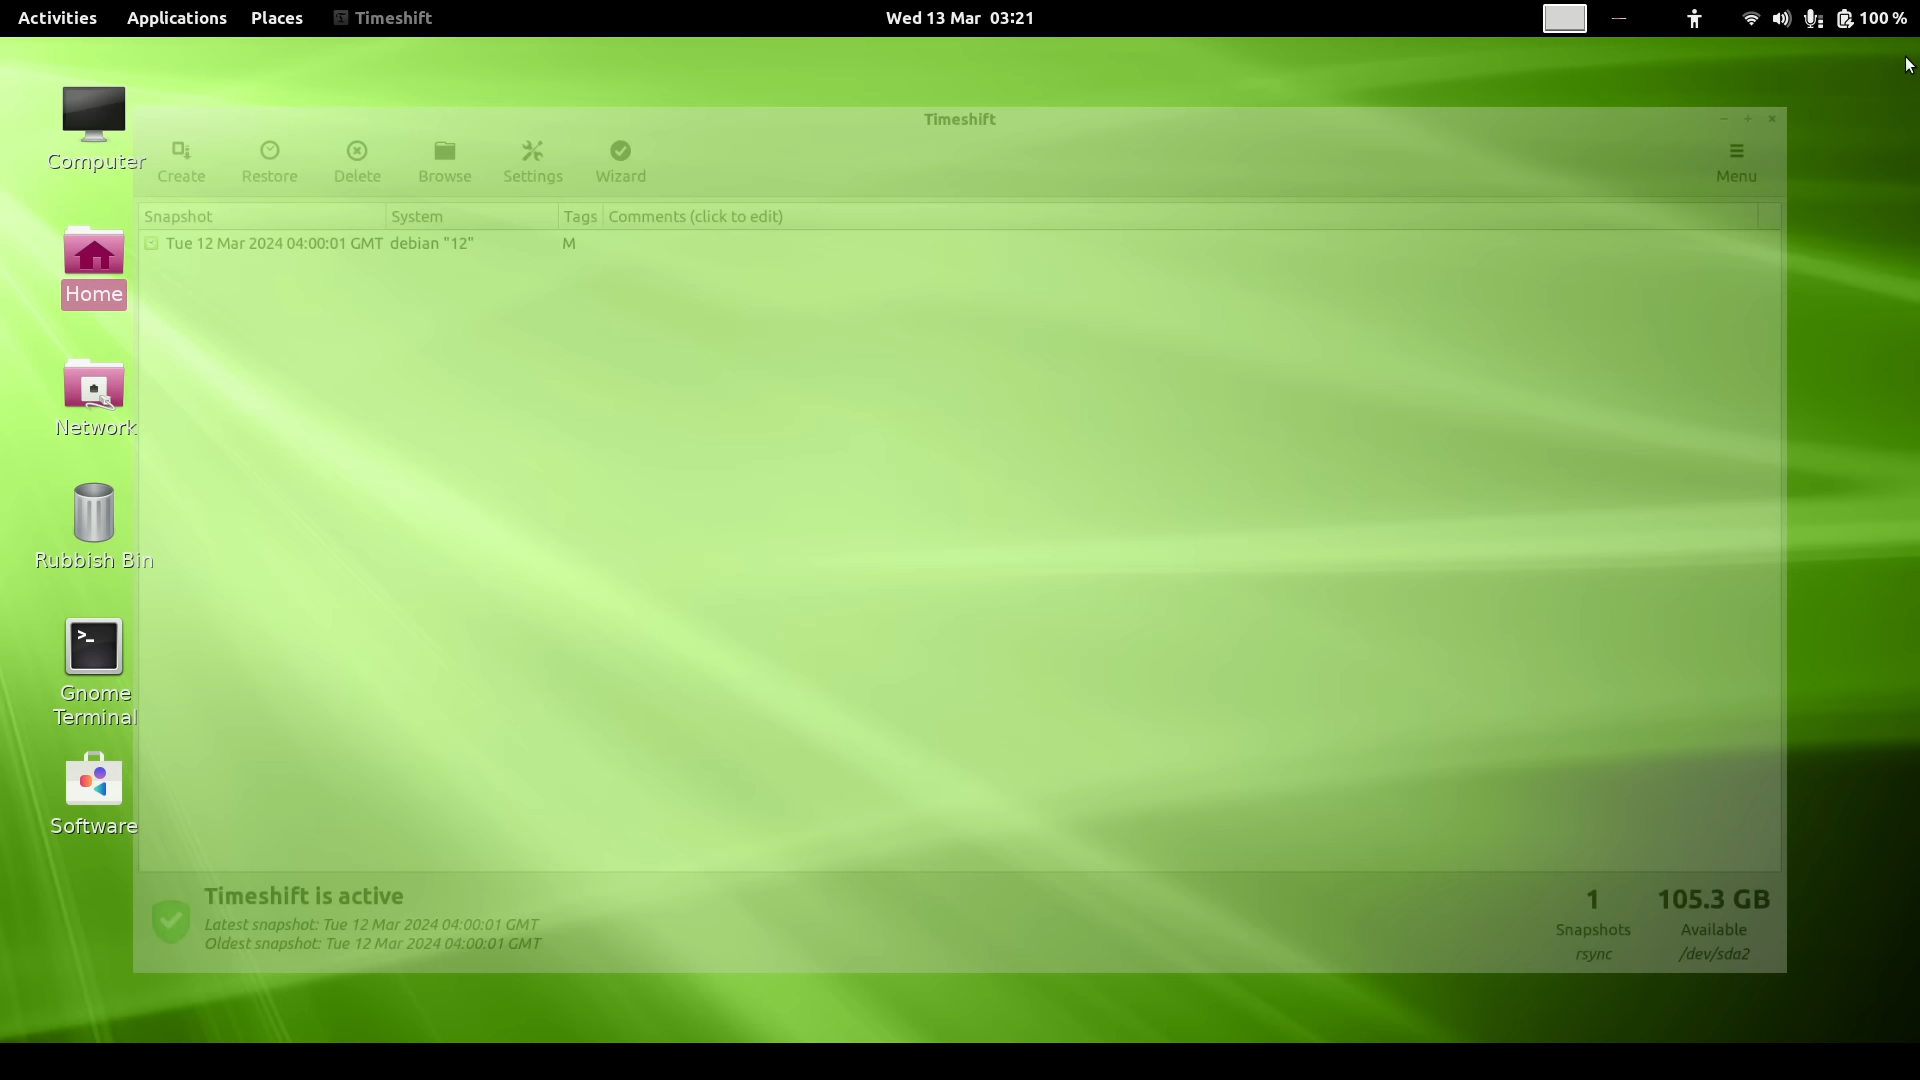 Activities Applications Places Timeshift Wed 13 Mar 03:21 100 %
Timeshift
Computer
Create Restore Delete Browse Settings Wizard Menu
Snapshot System Tags Comments (click to edit)
Tue 12 Mar 2024 04:00:01 GMT debian "12" M
Home
Network
Rubbish Bin
>_
Gnome
Terminal
Software
Timeshift is active
Latest snapshot: Tue 12 Mar 2024 04:00:01 GMT
Oldest snapshot: Tue 12 Mar 2024 04:00:01 GMT
1 105.3 GB
Snapshots Available
rsync /dev/sda2